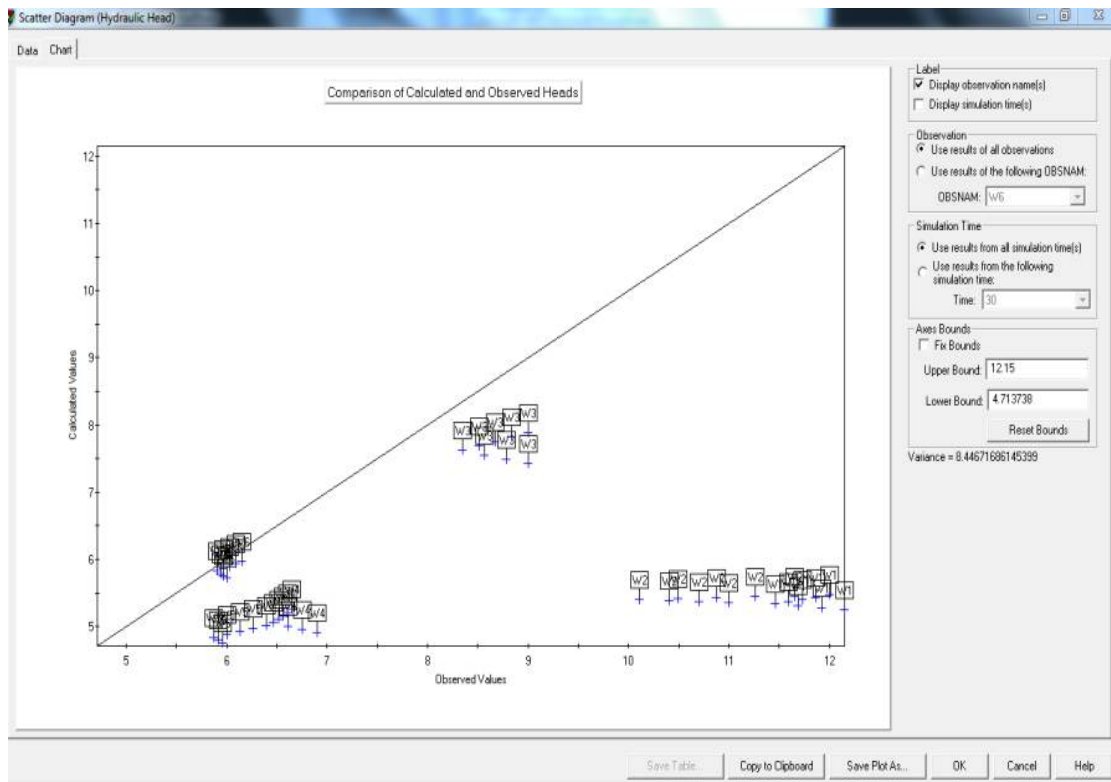 Scatter Diagram (Hydraulic Head)
Data Chart
Comparison of Calculated and Observed Heads
Calculated Values
12
11
10
9
8
7
6
5
W3 W3 W3 W3 W3
W3 W3 W3
W2 W2 W2 W2 W2 W2 W1
W1
W4
5 6 7 8 9 10 11 12
Observed Values
Label
Display observation name(s)
Display simulation time(s)
Observation
Use results of all observations
Use results of the following OBSNAM:
OBSNAM: W6
Simulation Time
Use results from all simulation time(s)
Use results from the following
simulation time:
Time: 30
Axes Bounds
Fix Bounds
Upper Bound: 12.15
Lower Bound: 4.713738
Reset Bounds
Variance = 8.44671686145399
Save Table... Copy to Clipboard Save Plot As... OK Cancel Help